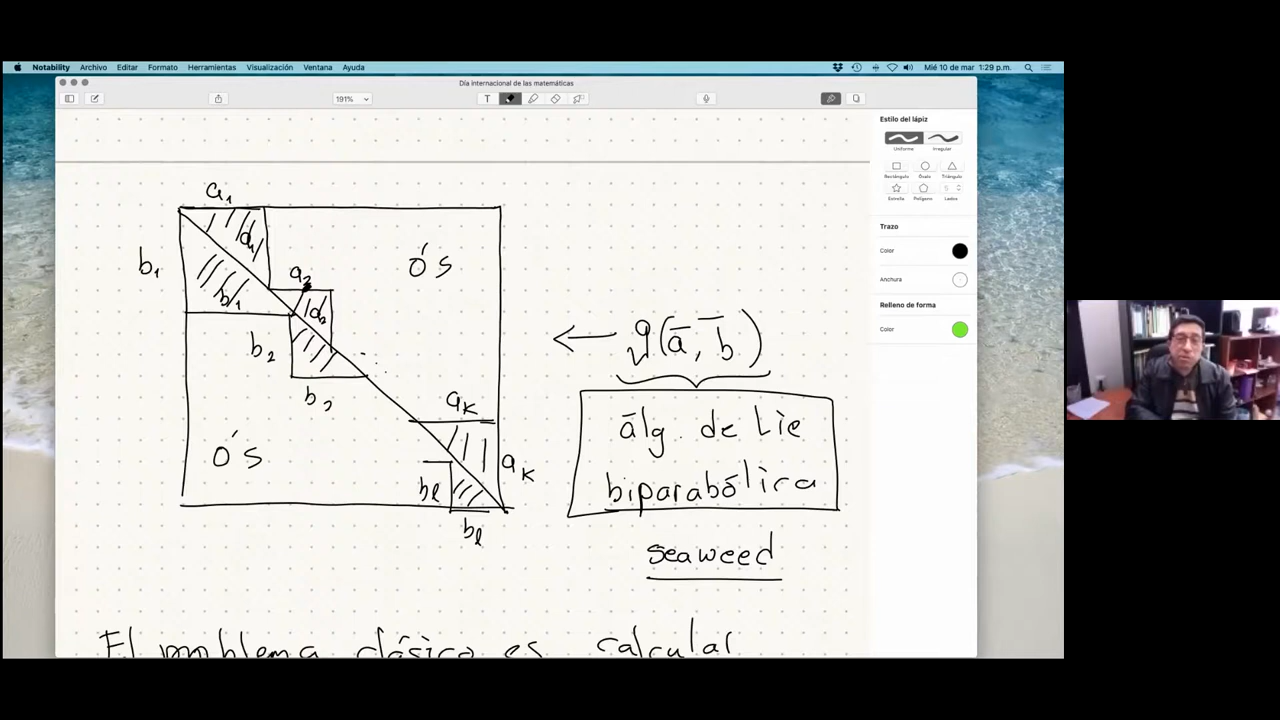 Notability Archivo Editar Formato Herramientas Visualización Ventana Ayuda Mié 10 de mar 1:29 p.m.
Día internacional de las matemáticas
191% T
Estilo del lápiz
Uniforme Irregular
Rectángulo Óvalo Triángulo
Estrella Polígono Lados
Trazo
Color
Anchura
Relleno de forma
Color
a₁
b₁ a₁ a₂ 0's
b₁ a₂
b₂
b₂
aₖ
0's bₗ aₖ
bₗ
← g(a̅, b̅)
álg. de Lie
biparabólica
seaweed
El problema clásico es calcular